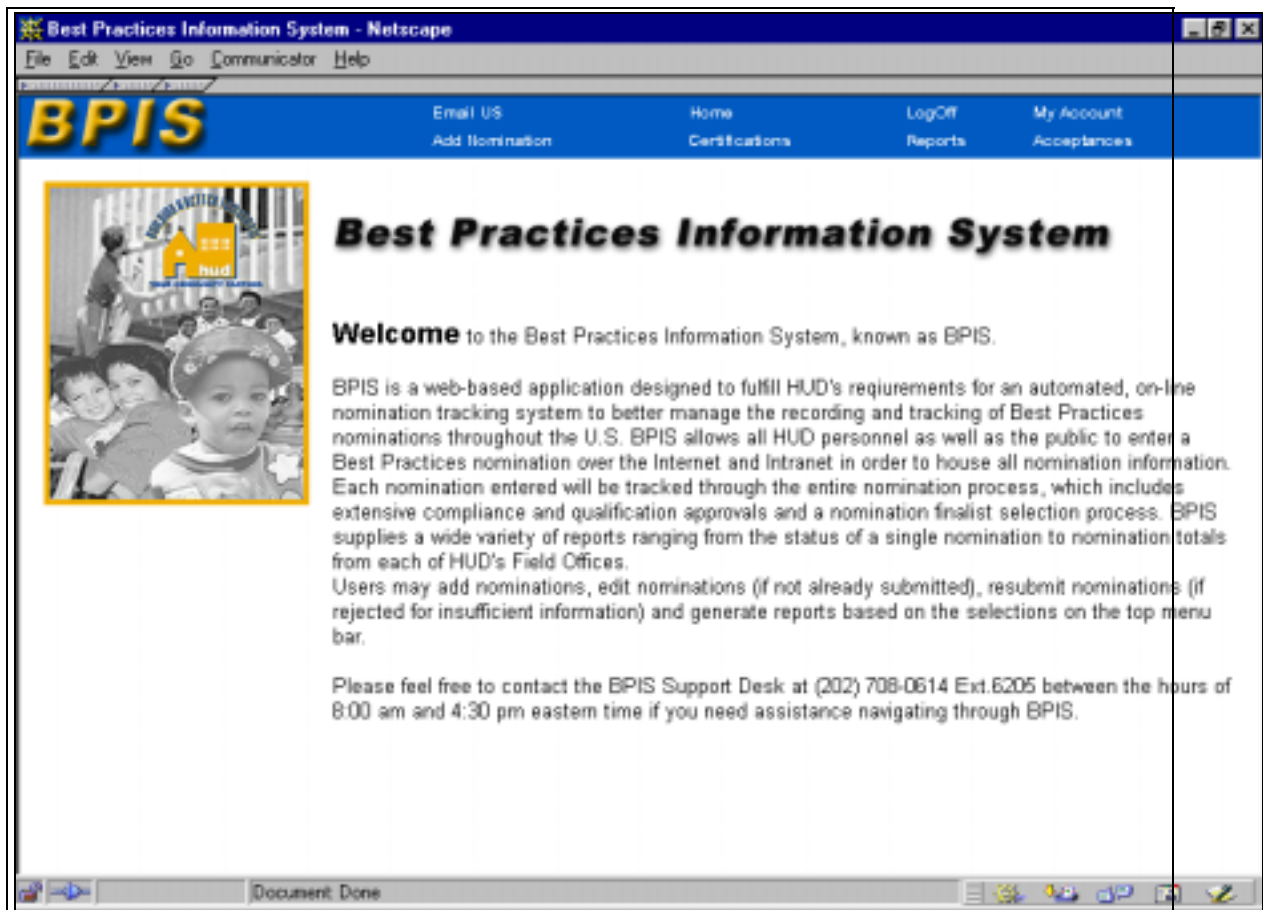 Best Practices Information System - Netscape
File Edit View Go Communicator Help
BPIS
Email US Home LogOff My Account
Add Nomination Certifications Reports Acceptances
hud
YOUR COMMUNITY PARTNER
Best Practices Information System
Welcome to the Best Practices Information System, known as BPIS.
BPIS is a web-based application designed to fulfill HUD's reqiurements for an automated, on-line
nomination tracking system to better manage the recording and tracking of Best Practices
nominations throughout the U.S. BPIS allows all HUD personnel as well as the public to enter a
Best Practices nomination over the Internet and Intranet in order to house all nomination information.
Each nomination entered will be tracked through the entire nomination process, which includes
extensive compliance and qualification approvals and a nomination finalist selection process. BPIS
supplies a wide variety of reports ranging from the status of a single nomination to nomination totals
from each of HUD's Field Offices.
Users may add nominations, edit nominations (if not already submitted), resubmit nominations (if
rejected for insufficient information) and generate reports based on the selections on the top menu
bar.
Please feel free to contact the BPIS Support Desk at (202) 708-0614 Ext.6205 between the hours of
8:00 am and 4:30 pm eastern time if you need assistance navigating through BPIS.
Document: Done